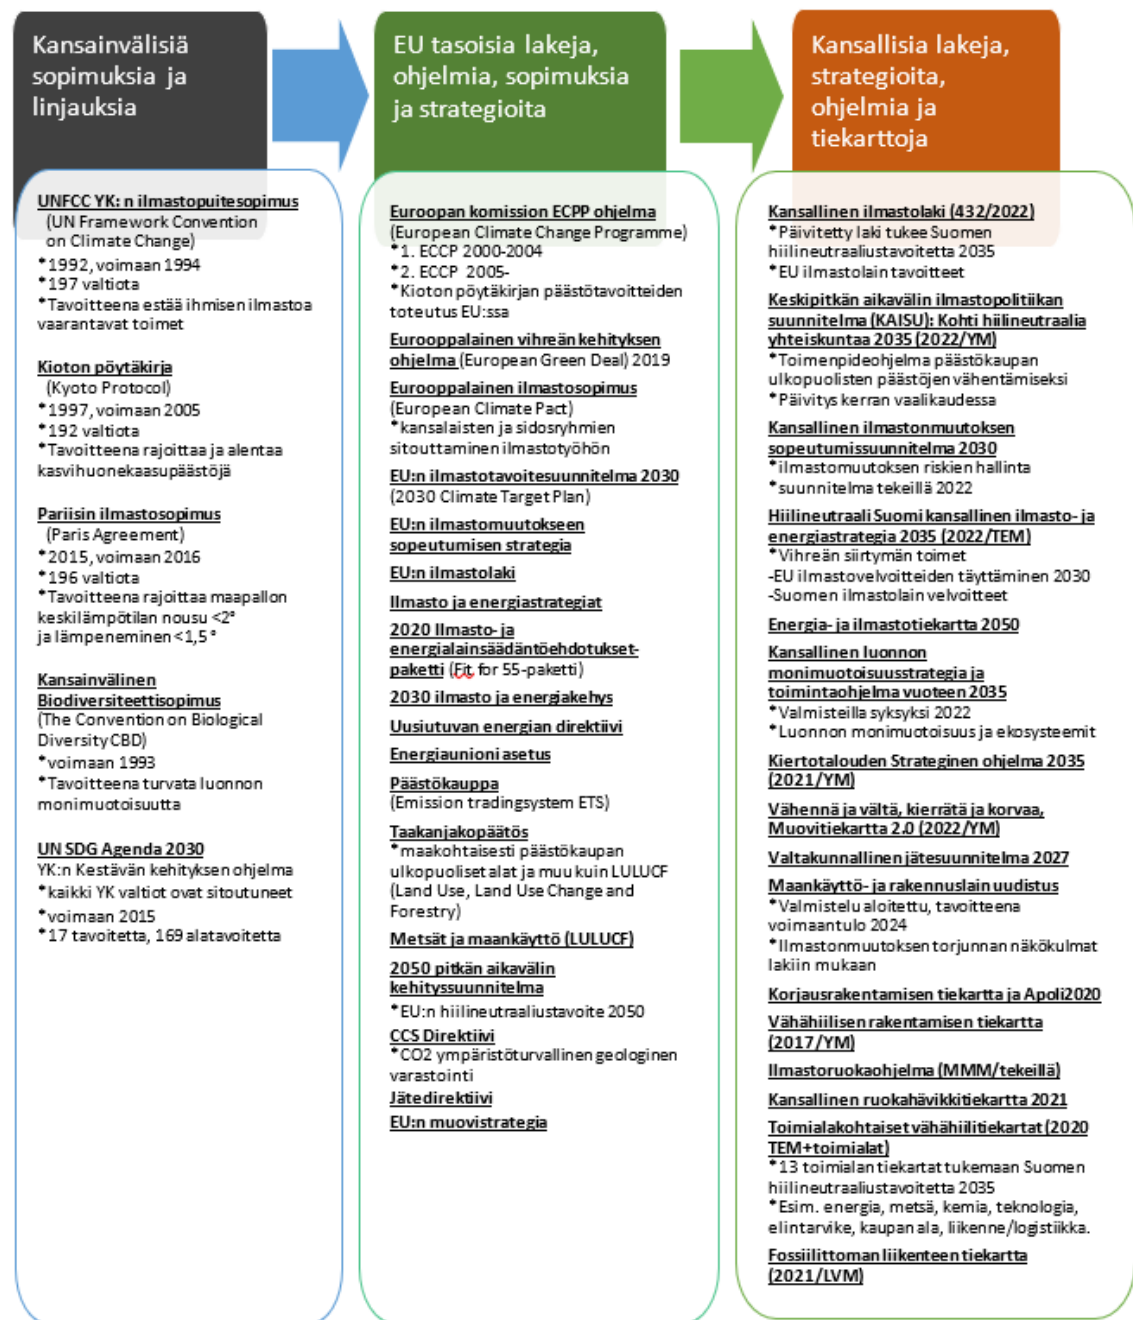 Kansainvälisiä
sopimuksia ja
linjauksia
UNFCC YK: n ilmastopuitesopimus
(UN Framework Convention
on Climate Change)
*1992, voimaan 1994
*197 valtiota
*Tavoitteena estää ihmisen ilmastoa
vaarantavat toimet
Kioton pöytäkirja
(Kyoto Protocol)
*1997, voimaan 2005
*192 valtiota
*Tavoitteena rajoittaa ja alentaa
kasvihuonekaasupäästöjä
Pariisin ilmastosopimus
(Paris Agreement)
*2015, voimaan 2016
*196 valtiota
*Tavoitteena rajoittaa maapallon
keskilämpötilan nousu <2°
ja lämpeneminen <1,5 °
Kansainvälinen
Biodiversiteettisopimus
(The Convention on Biological
Diversity CBD)
*voimaan 1993
*Tavoitteena turvata luonnon
monimuotoisuutta
UN SDG Agenda 2030
YK:n Kestävän kehityksen ohjelma
*kaikki YK valtiot ovat sitoutuneet
*voimaan 2015
*17 tavoitetta, 169 alatavoitetta
EU tasoisia lakeja,
ohjelmia, sopimuksia
ja strategioita
Euroopan komission ECPP ohjelma
(European Climate Change Programme)
*1. ECCP 2000-2004
*2. ECCP 2005-
*Kioton pöytäkirjan päästötavoitteiden
toteutus EU:ssa
Eurooppalainen vihreän kehityksen
ohjelma (European Green Deal) 2019
Eurooppalainen ilmastosopimus
(European Climate Pact)
*kansalaisten ja sidosryhmien
sitouttaminen ilmastotyöhön
EU:n ilmastotavoitesuunnitelma 2030
(2030 Climate Target Plan)
EU:n ilmastomuutokseen
sopeutumisen strategia
EU:n ilmastolaki
Ilmasto ja energiastrategiat
2020 Ilmasto- ja
energialainsäädäntöehdotukset-
paketti (Fit for 55-paketti)
2030 ilmasto ja energiakehys
Uusiutuvan energian direktiivi
Energiaunioni asetus
Päästökauppa
(Emission tradingsystem ETS)
Taakanjakopäätös
*maakohtaisesti päästökaupan
ulkopuoliset alat ja muu kuin LULUCF
(Land Use, Land Use Change and
Forestry)
Metsät ja maankäyttö (LULUCF)
2050 pitkän aikavälin
kehityssuunnitelma
*EU:n hiilineutraaliustavoite 2050
CCS Direktiivi
*CO2 ympäristöturvallinen geologinen
varastointi
Jätedirektiivi
EU:n muovistrategia
Kansallisia lakeja,
strategioita,
ohjelmia ja
tiekarttoja
Kansallinen ilmastolaki (432/2022)
*Päivitetty laki tukee Suomen
hiilineutraaliustavoitetta 2035
*EU ilmastolain tavoitteet
Keskipitkän aikavälin ilmastopolitiikan
suunnitelma (KAISU): Kohti hiilineutraalia
yhteiskuntaa 2035 (2022/YM)
*Toimenpideohjelma päästökaupan
ulkopuolisten päästöjen vähentämiseksi
*Päivitys kerran vaalikaudessa
Kansallinen ilmastonmuutoksen
sopeutumissuunnitelma 2030
*ilmastomuutoksen riskien hallinta
*suunnitelma tekeillä 2022
Hiilineutraali Suomi kansallinen ilmasto- ja
energiastrategia 2035 (2022/TEM)
*Vihreän siirtymän toimet
-EU ilmastovelvoitteiden täyttäminen 2030
-Suomen ilmastolain velvoitteet
Energia- ja ilmastotiekartta 2050
Kansallinen luonnon
monimuotoisuusstrategia ja
toimintaohjelma vuoteen 2035
*Valmisteilla syksyksi 2022
*Luonnon monimuotoisuus ja ekosysteemit
Kiertotalouden Strateginen ohjelma 2035
(2021/YM)
Vähennä ja vältä, kierrätä ja korvaa,
Muovitiekartta 2.0 (2022/YM)
Valtakunnallinen jätesuunnitelma 2027
Maankäyttö- ja rakennuslain uudistus
*Valmistelu aloitettu, tavoitteena
voimaantulo 2024
*Ilmastonmuutoksen torjunnan näkökulmat
lakiin mukaan
Korjausrakentamisen tiekartta ja Apoli2020
Vähähiilisen rakentamisen tiekartta
(2017/YM)
Ilmastoruokaohjelma (MMM/tekeillä)
Kansallinen ruokahävikkitiekartta 2021
Toimialakohtaiset vähähiilitiekartat (2020
TEM+toimialat)
*13 toimialan tiekartat tukemaan Suomen
hiilineutraaliustavoitetta 2035
*Esim. energia, metsä, kemia, teknologia,
elintarvike, kaupan ala, liikenne/logistiikka.
Fossiilittoman liikenteen tiekartta
(2021/LVM)